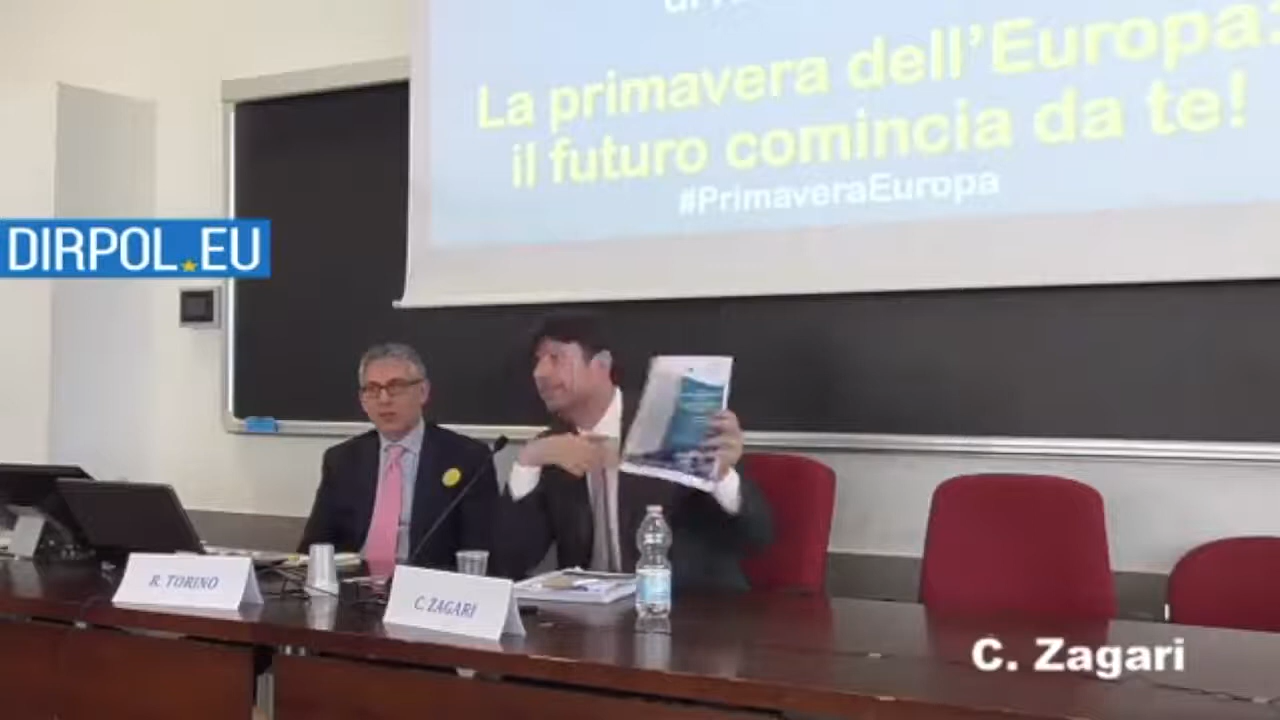 La primavera dell'Europa:
il futuro comincia da te!
#PrimaveraEuropa
DIRPOL.EU
R. TORINO
C. ZAGARI
C. Zagari